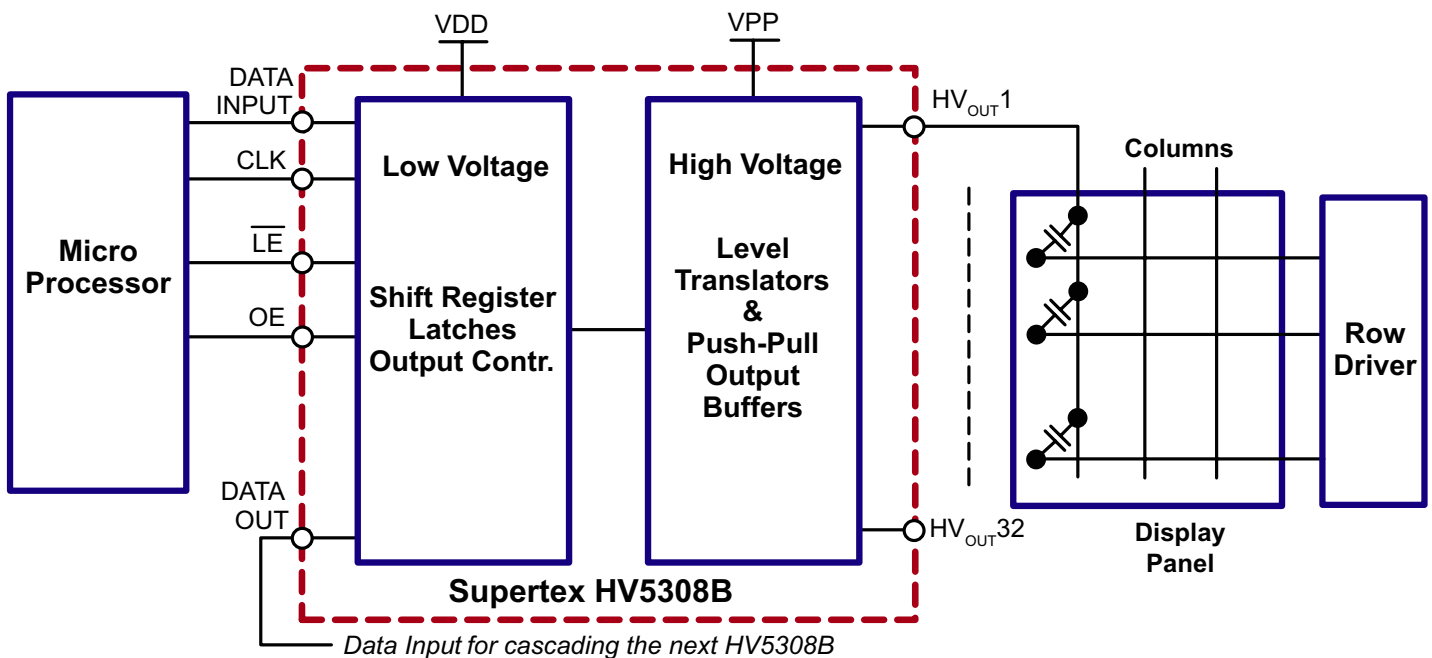 VDD
VPP
DATA
INPUT
CLK
LE
OE
DATA
OUT
Micro
Processor
Low Voltage
Shift Register
Latches
Output Contr.
High Voltage
Level
Translators
&
Push-Pull
Output
Buffers
HVOUT1
HVOUT32
Columns
Display
Panel
Row
Driver
Supertex HV5308B
Data Input for cascading the next HV5308B